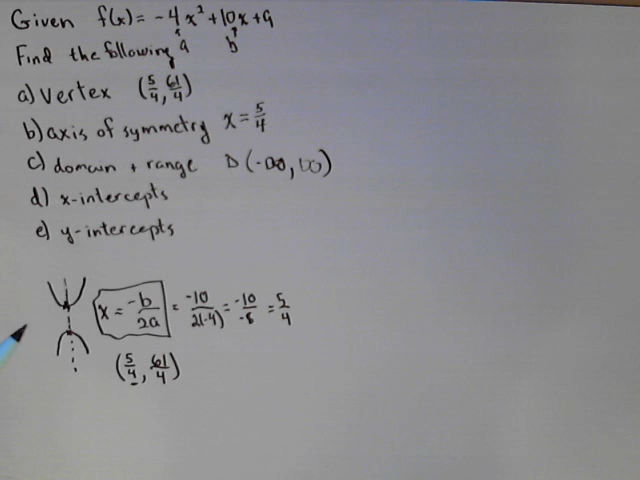 Given f(x) = -4x² + 10x + 9
a b
Find the following
a) vertex (5/4, 61/4)
b) axis of symmetry x = 5/4
c) domain + range D (-∞, ∞)
d) x-intercepts
e) y-intercepts
x = -b/2a = -10/2(-4) = -10/-8 = 5/4
(5/4, 61/4)